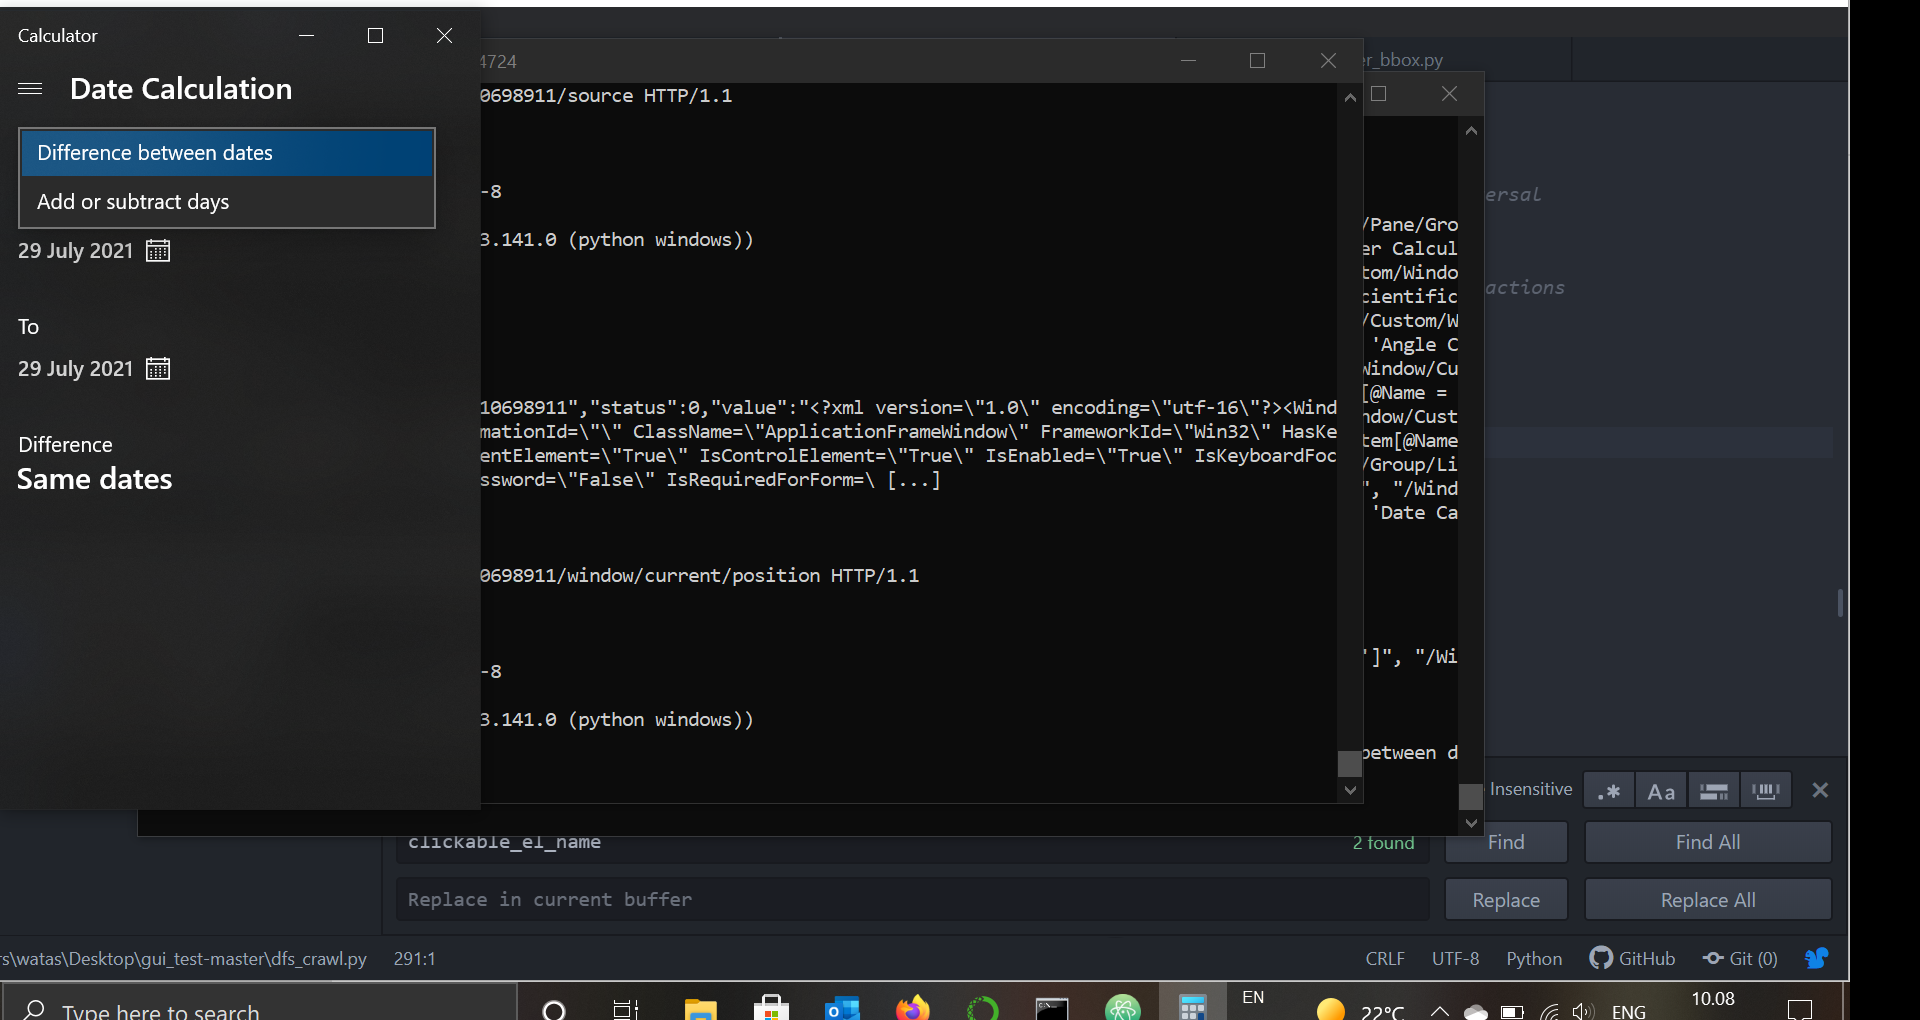 Calculator
Date Calculation
Difference between dates
Add or subtract days
29 July 2021
To
29 July 2021
Difference
Same dates
4724
0698911/source HTTP/1.1
-8
3.141.0 (python windows))
10698911","status":0,"value":"<?xml version=\"1.0\" encoding=\"utf-16\"?><Wind
mationId=\"\" ClassName=\"ApplicationFrameWindow\" FrameworkId=\"Win32\" HasKe
entElement=\"True\" IsControlElement=\"True\" IsEnabled=\"True\" IsKeyboardFoc
ssword=\"False\" IsRequiredForForm=\ [...]
0698911/window/current/position HTTP/1.1
-8
3.141.0 (python windows))
er_bbox.py
/Pane/Gro
er Calcul
tom/Windo
cientific
/Custom/W
'Angle C
Window/Cu
[@Name =
ndow/Cust
tem[@Name
/Group/Li
", "/Wind
'Date Ca
']", "/Wi
between d
ersal
actions
Insensitive
.*
Aa
clickable_el_name
2 found
Find
Find All
Replace in current buffer
Replace
Replace All
rs\watas\Desktop\gui_test-master\dfs_crawl.py
291:1
CRLF
UTF-8
Python
GitHub
Git (0)
Type here to search
EN
22°C
ENG
10.08